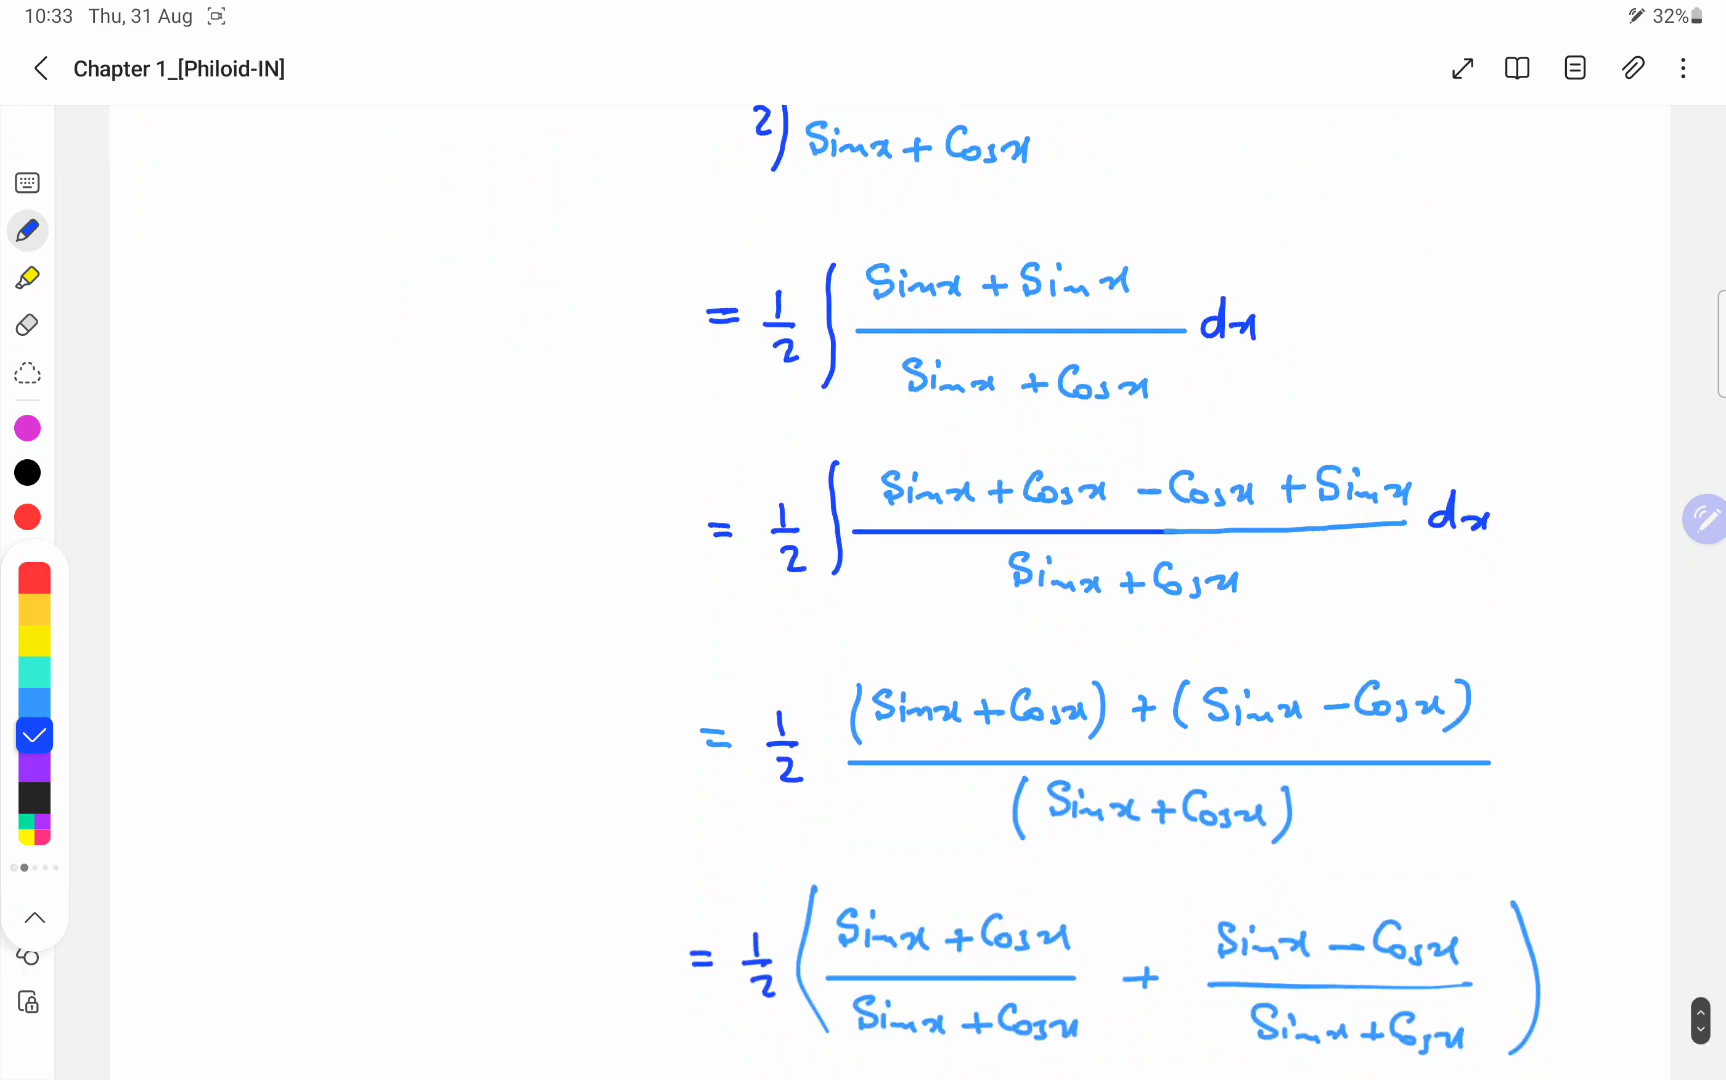 10:33 Thu, 31 Aug 32%
Chapter 1_[Philoid-IN]
2) Sinx + Cosx
= 1/2 ∫ (Sinx + Sinx)/(Sinx + Cosx) dx
= 1/2 ∫ (Sinx + Cosx - Cosx + Sinx)/(Sinx + Cosx) dx
= 1/2 ((Sinx + Cosx) + (Sinx - Cosx))/((Sinx + Cosx))
= 1/2 ((Sinx + Cosx)/(Sinx + Cosx) + (Sinx - Cosx)/(Sinx + Cosx))